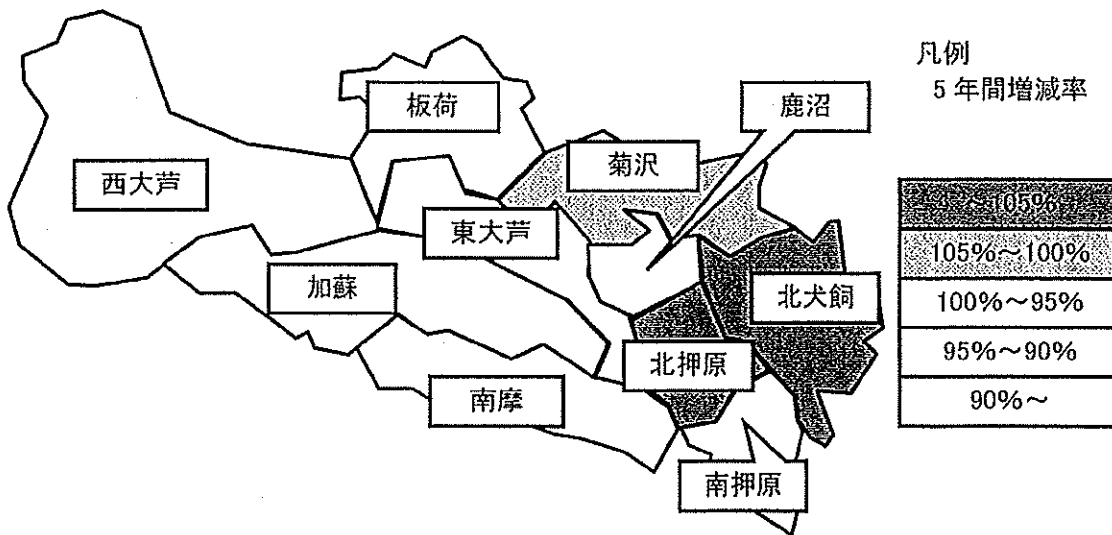 凡例
5年間増減率
板荷
鹿沼
菊沢
西大芦
東大芦
加蘇
北犬飼
北押原
南摩
南押原
~105%
105%~100%
100%~95%
95%~90%
90%~